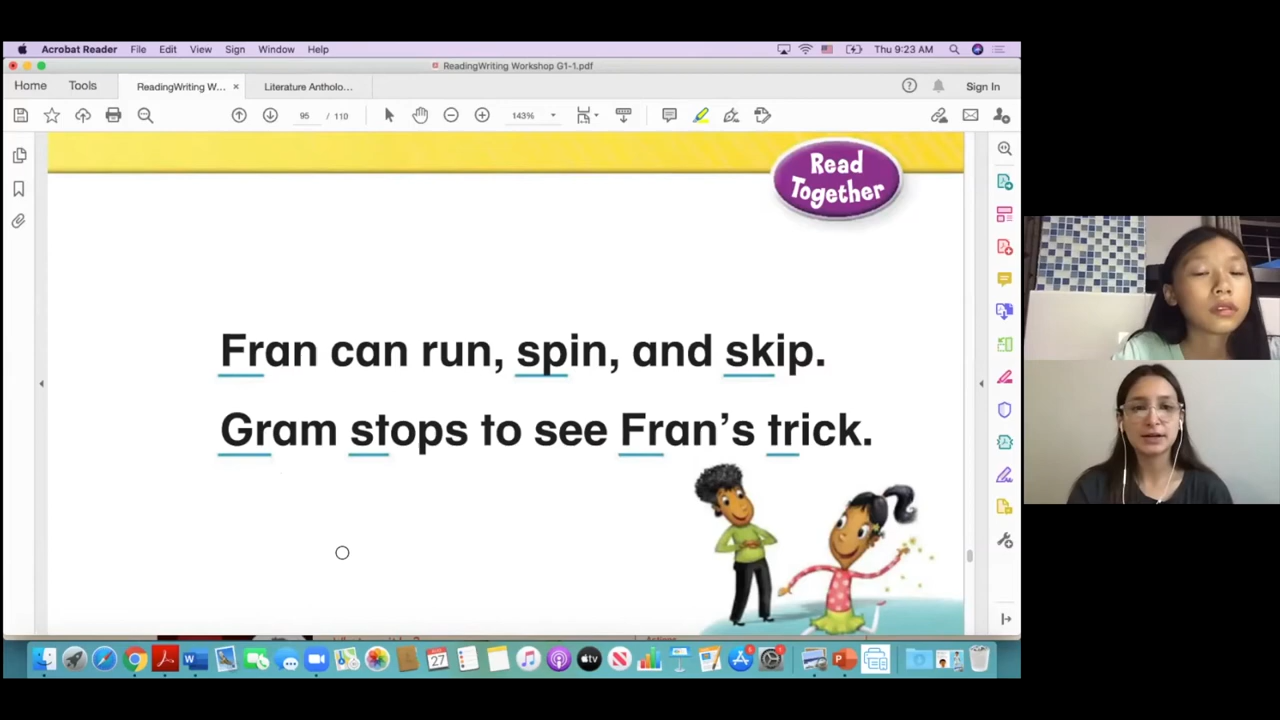 Acrobat Reader File Edit View Sign Window Help Thu 9:23 AM
ReadingWriting Workshop G1-1.pdf
Home Tools ReadingWriting W... × Literature Antholo... Sign In
95 / 110 143%
Read
Together
Fran can run, spin, and skip.
Gram stops to see Fran's trick.
27